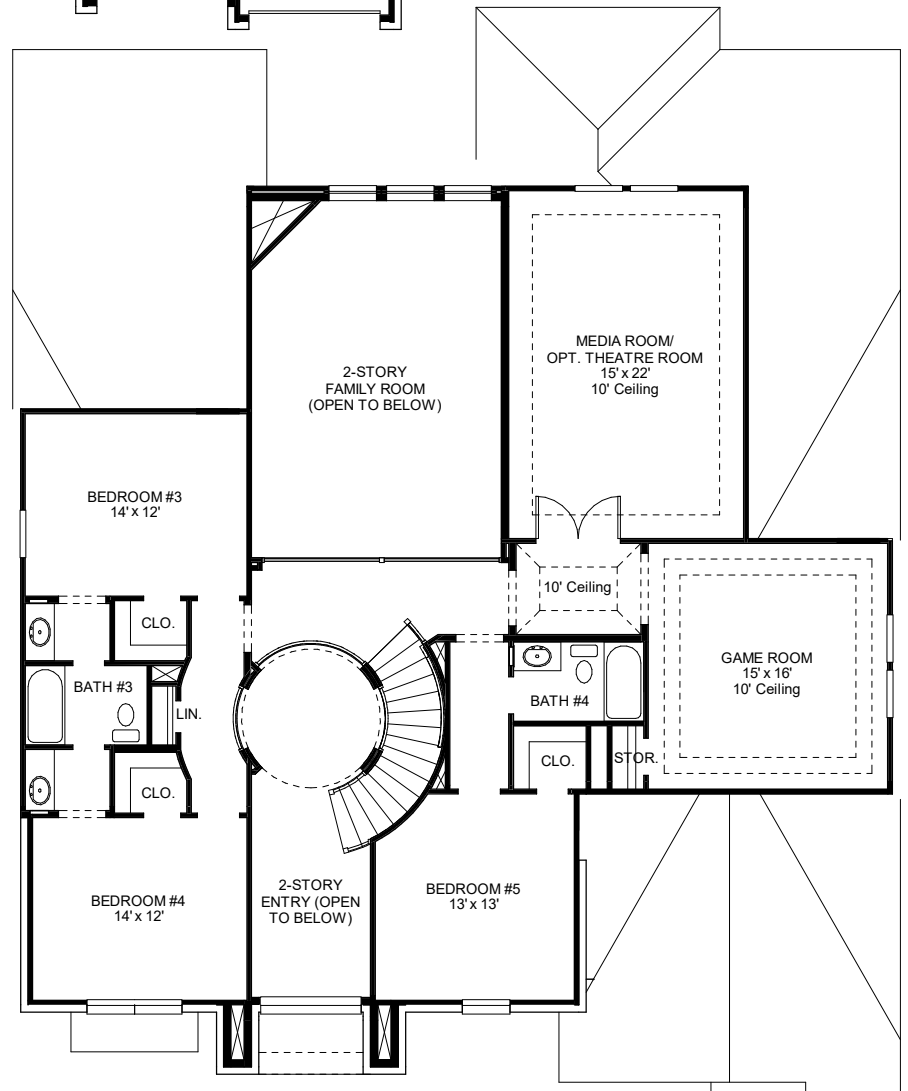 MEDIA ROOM/
OPT. THEATRE ROOM
15' x 22'
10' Ceiling
2-STORY
FAMILY ROOM
(OPEN TO BELOW)
BEDROOM #3
14' x 12'
10' Ceiling
CLO.
GAME ROOM
15' x 16'
10' Ceiling
BATH #3
BATH #4
LIN.
CLO.
STOR.
CLO.
2-STORY
ENTRY (OPEN
TO BELOW)
BEDROOM #5
13' x 13'
BEDROOM #4
14' x 12'